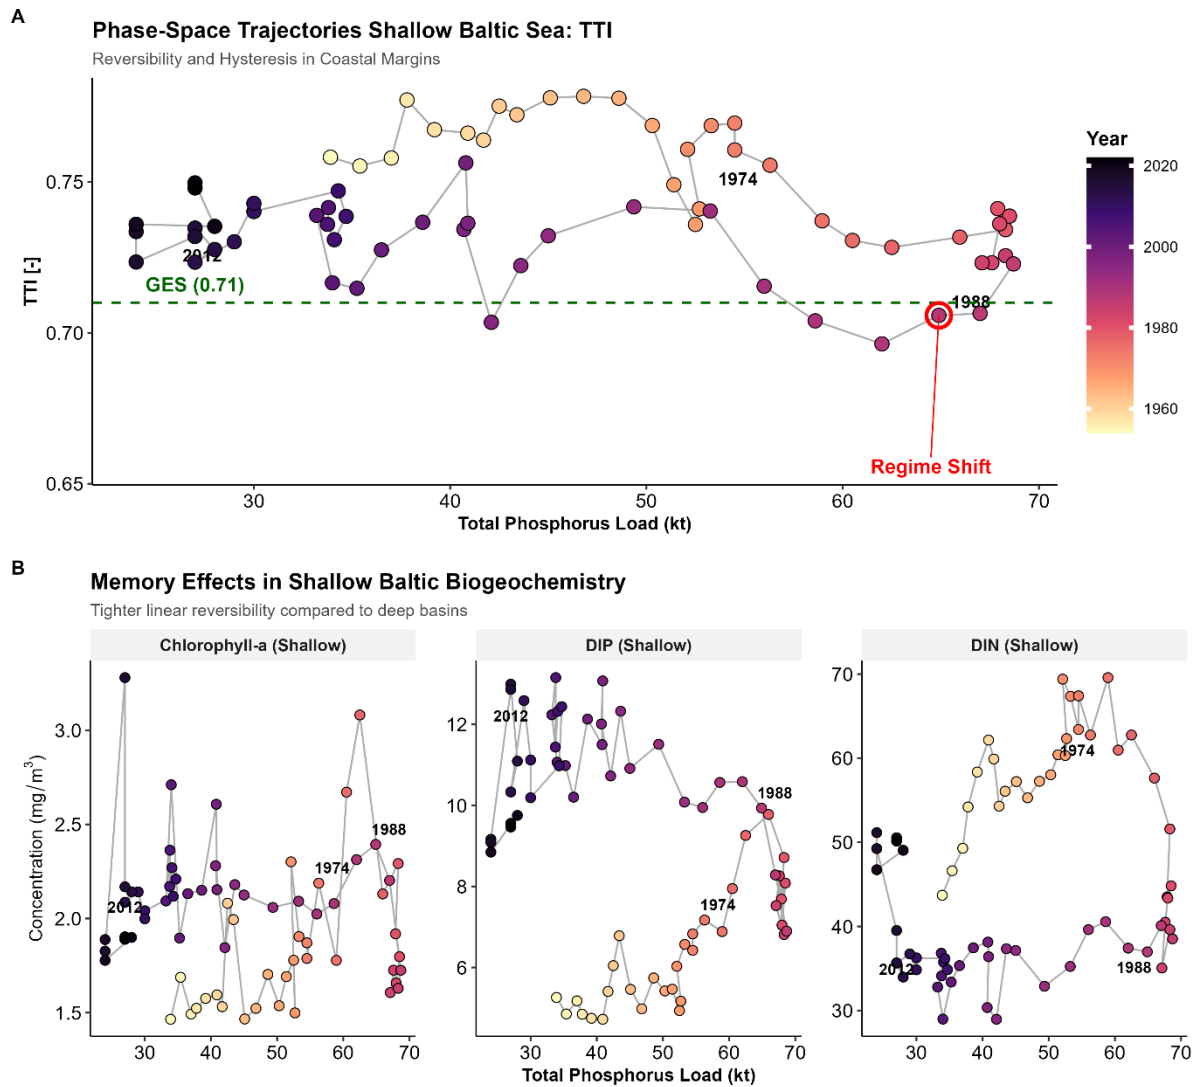 A
Phase-Space Trajectories Shallow Baltic Sea: TTI
Reversibility and Hysteresis in Coastal Margins
TTI [-]
0.75
0.70
0.65
1974
2012
GES (0.71)
1988
Regime Shift
30 40 50 60 70
Total Phosphorus Load (kt)
Year
2020
2000
1980
1960
B
Memory Effects in Shallow Baltic Biogeochemistry
Tighter linear reversibility compared to deep basins
Concentration (mg/m³)
Chlorophyll-a (Shallow)
3.0
2.5
2.0
1.5
1988
1974
2012
30 40 50 60 70
DIP (Shallow)
12
10
8
6
2012
1988
1974
30 40 50 60 70
DIN (Shallow)
70
60
50
40
30
1974
2012
1988
30 40 50 60 70
Total Phosphorus Load (kt)